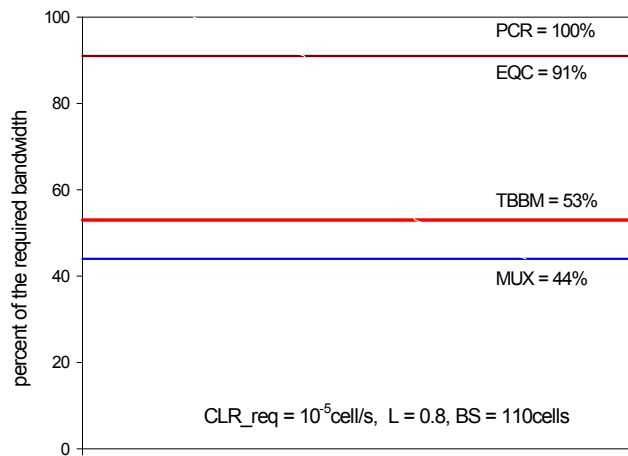 100
PCR = 100%
EQC = 91%
80
percent of the required bandwidth
60
TBBM = 53%
40
MUX = 44%
20
CLR_req = 10⁻⁵cell/s, L = 0.8, BS = 110cells
0